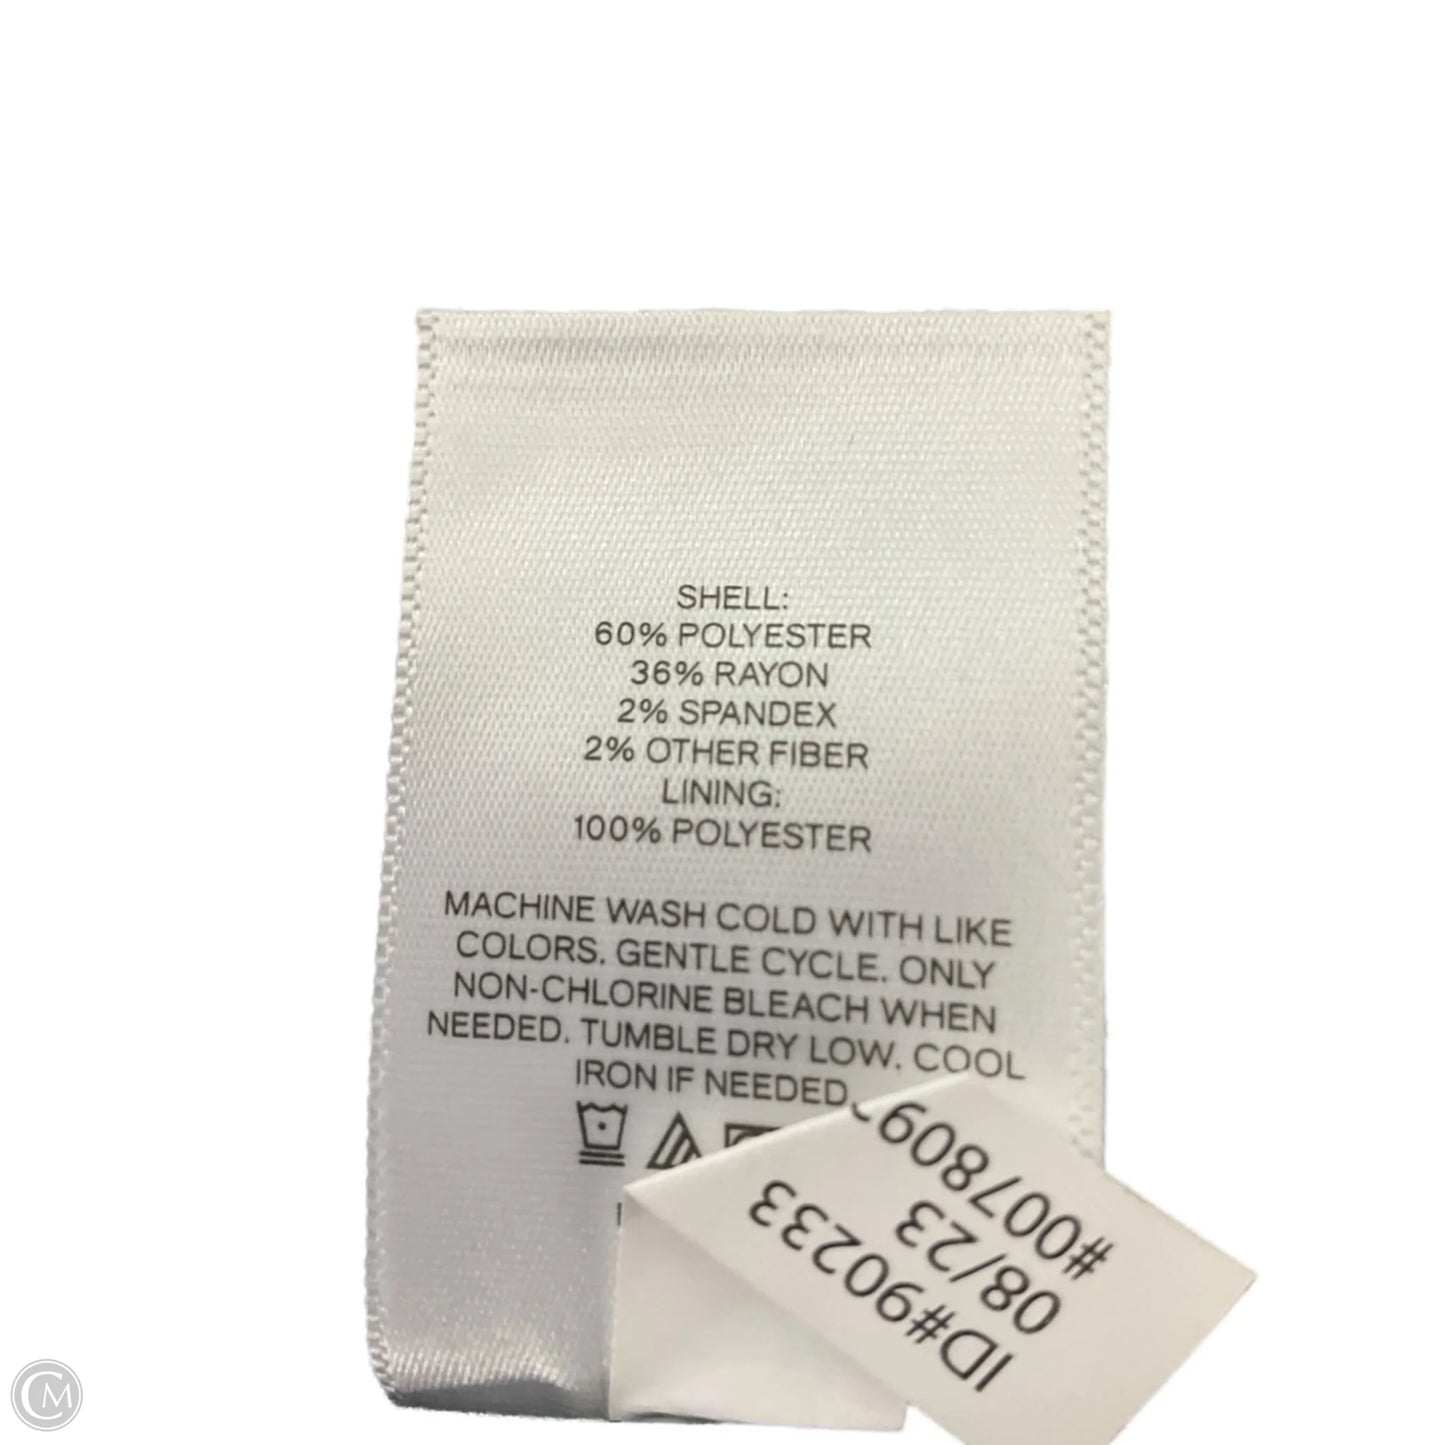 SHELL:
60% POLYESTER
36% RAYON
2% SPANDEX
2% OTHER FIBER
LINING:
100% POLYESTER
MACHINE WASH COLD WITH LIKE
COLORS. GENTLE CYCLE. ONLY
NON-CHLORINE BLEACH WHEN
NEEDED. TUMBLE DRY LOW. COOL
IRON IF NEEDED.
ID#90233
08/23
CM